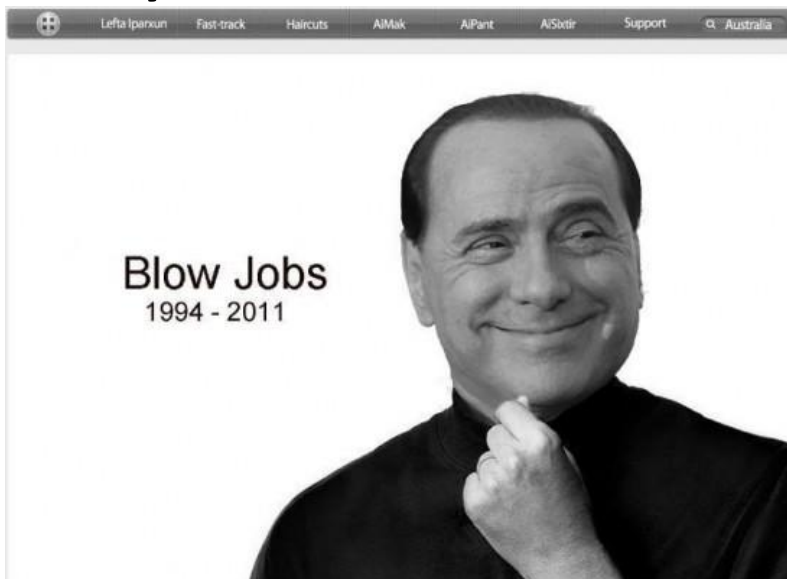 Lefta Iparxun Fast-track Haircuts AiMak AiPant AiSixtir Support Australia
Blow Jobs
1994 - 2011